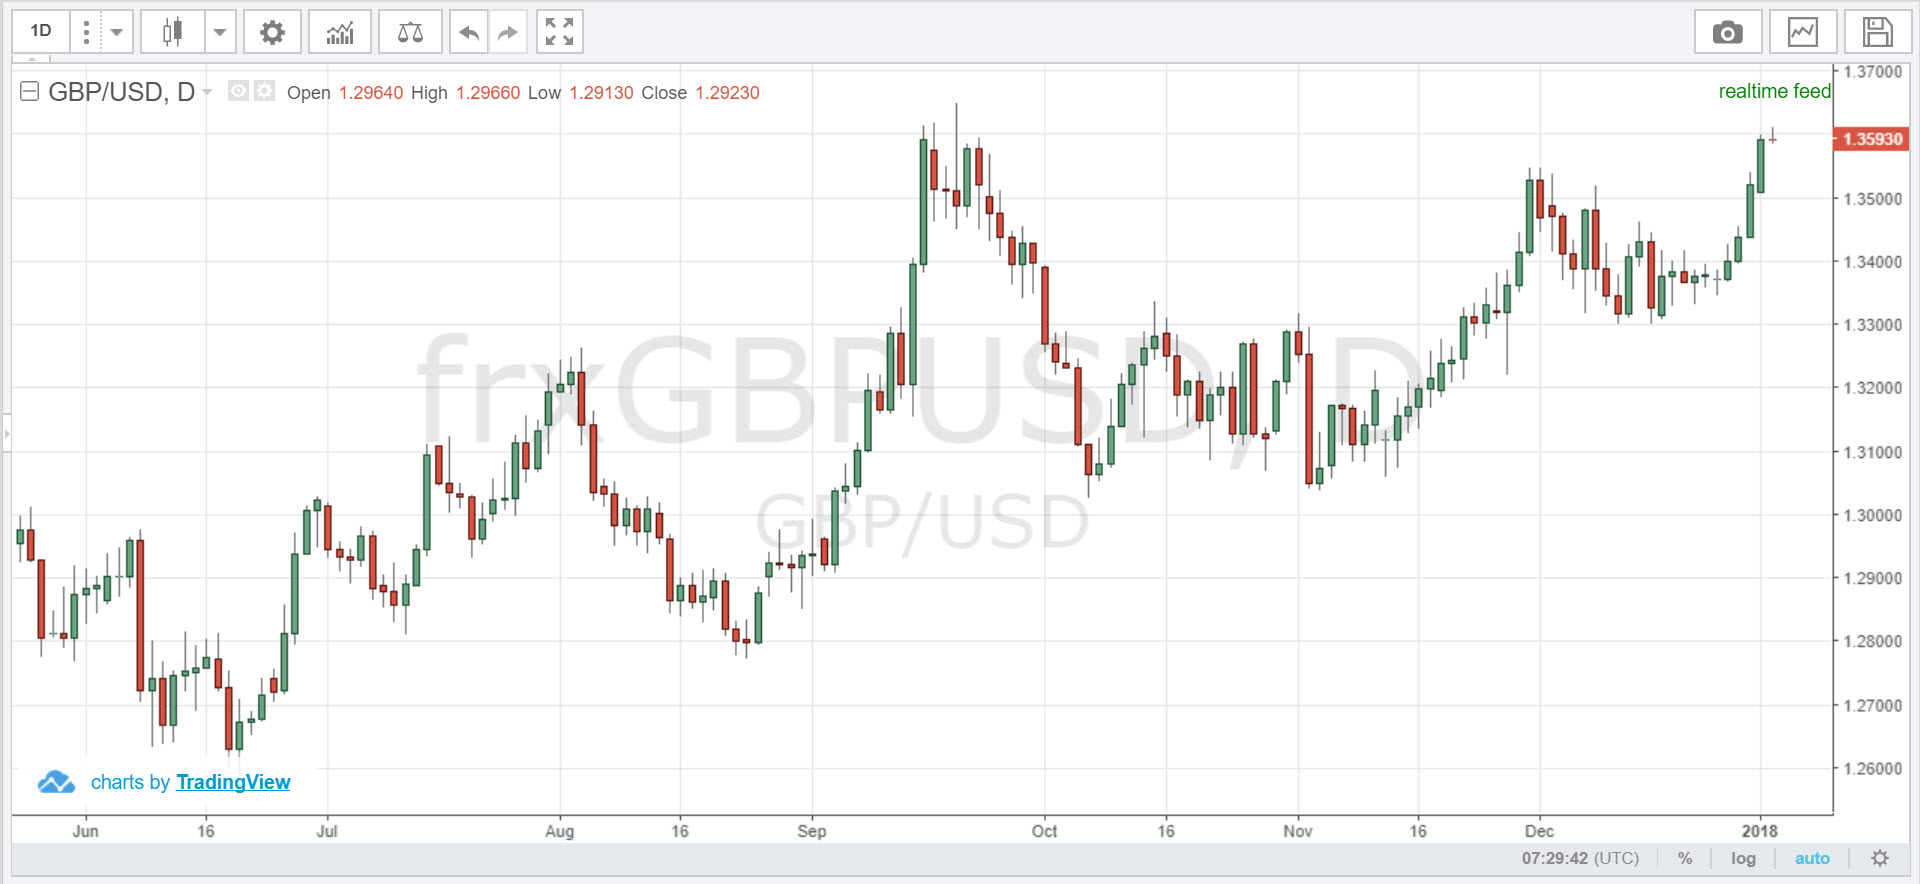 1D
GBP/USD, D Open 1.29640 High 1.29660 Low 1.29130 Close 1.29230
realtime feed
1.37000
1.35930
1.35000
1.34000
1.33000
1.32000
1.31000
1.30000
1.29000
1.28000
1.27000
1.26000
frxGBPUSD, D
GBP/USD
charts by TradingView
Jun 16 Jul Aug 16 Sep Oct 16 Nov 16 Dec 2018
07:29:42 (UTC) % log auto